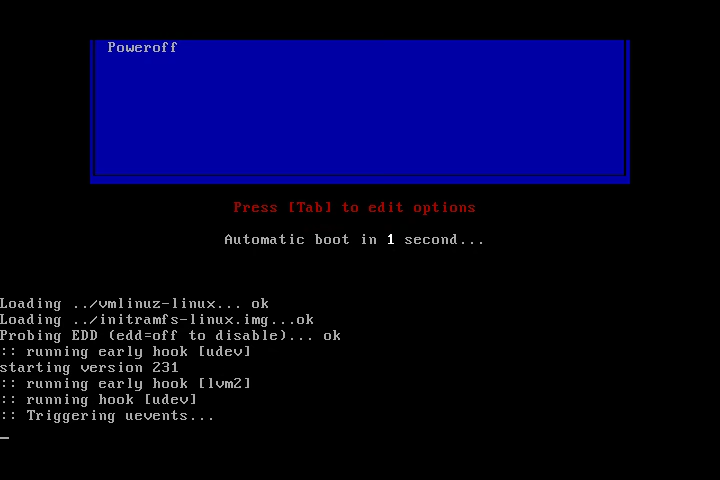 Poweroff
Press [Tab] to edit options
Automatic boot in 1 second...
Loading ../vmlinuz-linux... ok
Loading ../initramfs-linux.img...ok
Probing EDD (edd=off to disable)... ok
:: running early hook [udev]
starting version 231
:: running early hook [lvm2]
:: running hook [udev]
:: Triggering uevents...
_